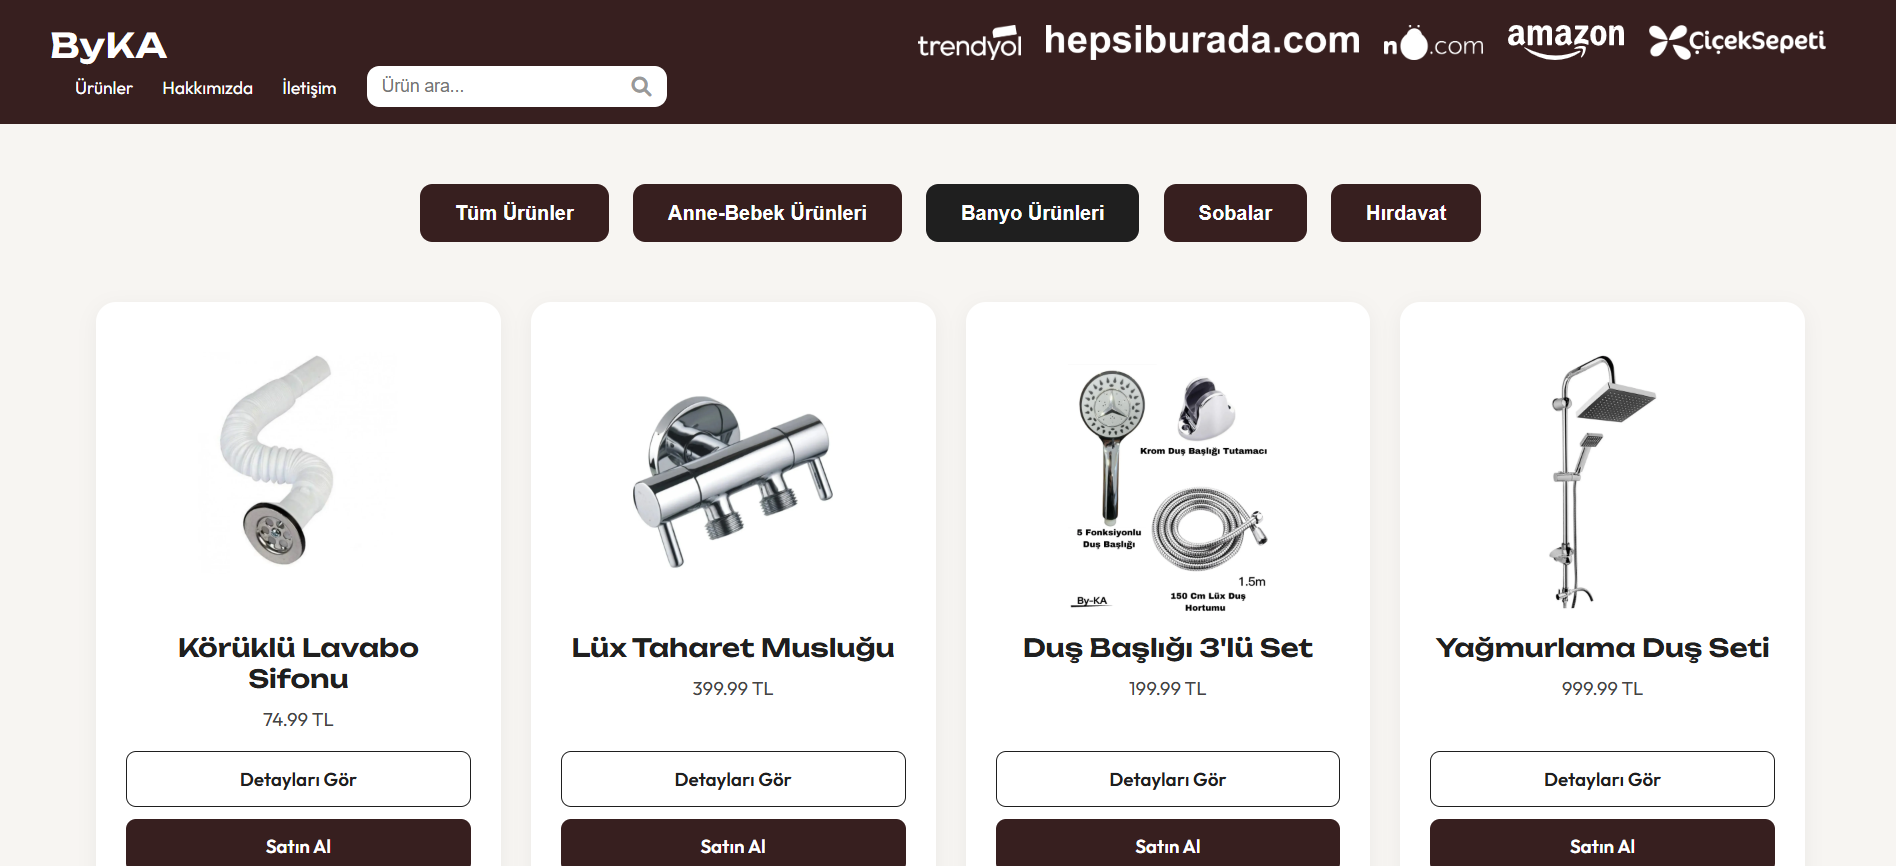 ByKA
trendyol hepsiburada.com n.com amazon ÇiçekSepeti
Ürünler Hakkımızda İletişim Ürün ara...
Tüm Ürünler Anne-Bebek Ürünleri Banyo Ürünleri Sobalar Hırdavat
Krom Duş Başlığı Tutamacı
5 Fonksiyonlu
Duş Başlığı
1.5m
By-KA
150 Cm Lüx Duş
Hortumu
Körüklü Lavabo
Sifonu
74.99 TL
Detayları Gör
Satın Al
Lüx Taharet Musluğu
399.99 TL
Detayları Gör
Satın Al
Duş Başlığı 3'lü Set
199.99 TL
Detayları Gör
Satın Al
Yağmurlama Duş Seti
999.99 TL
Detayları Gör
Satın Al